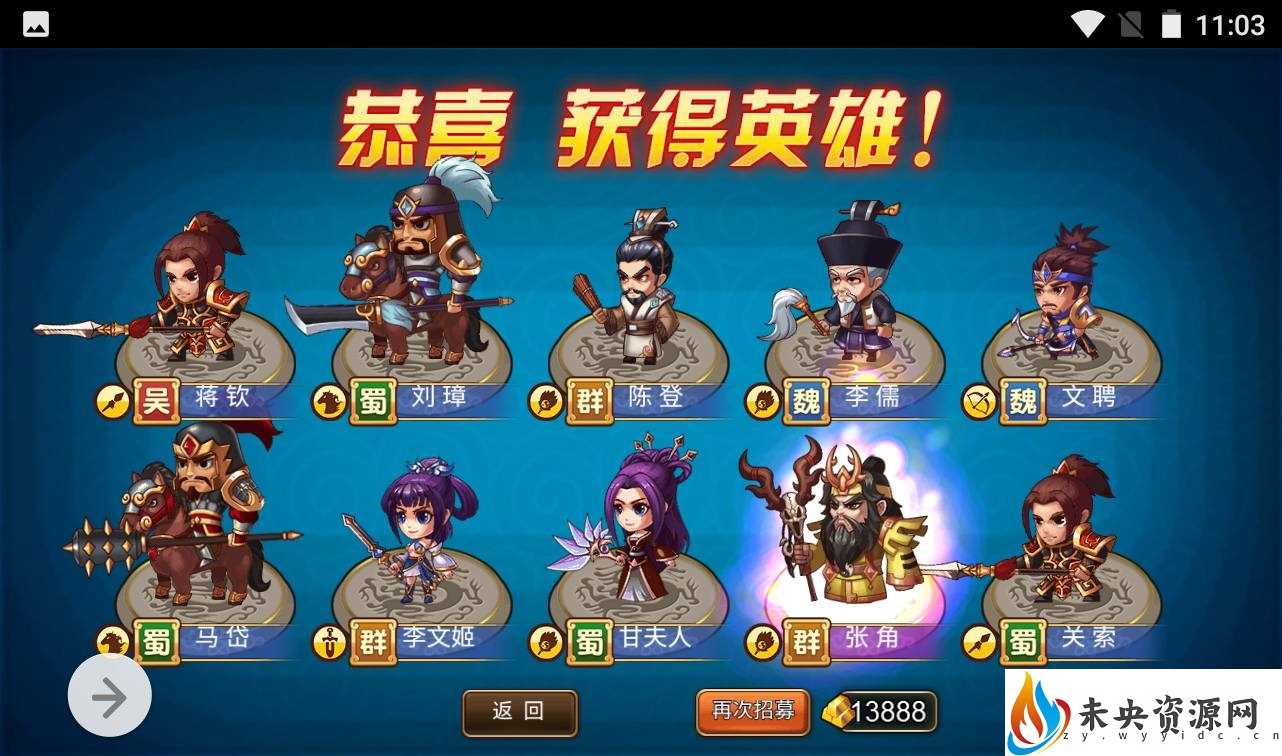 11:03
恭喜 获得英雄!
吴 蒋钦
蜀 刘璋
群 陈登
魏 李儒
魏 文聘
蜀 马岱
群 李文姬
蜀 甘夫人
群 张角
蜀 关索
返回
再次招募
13888
未央资源网
zy.wyyidc.cn